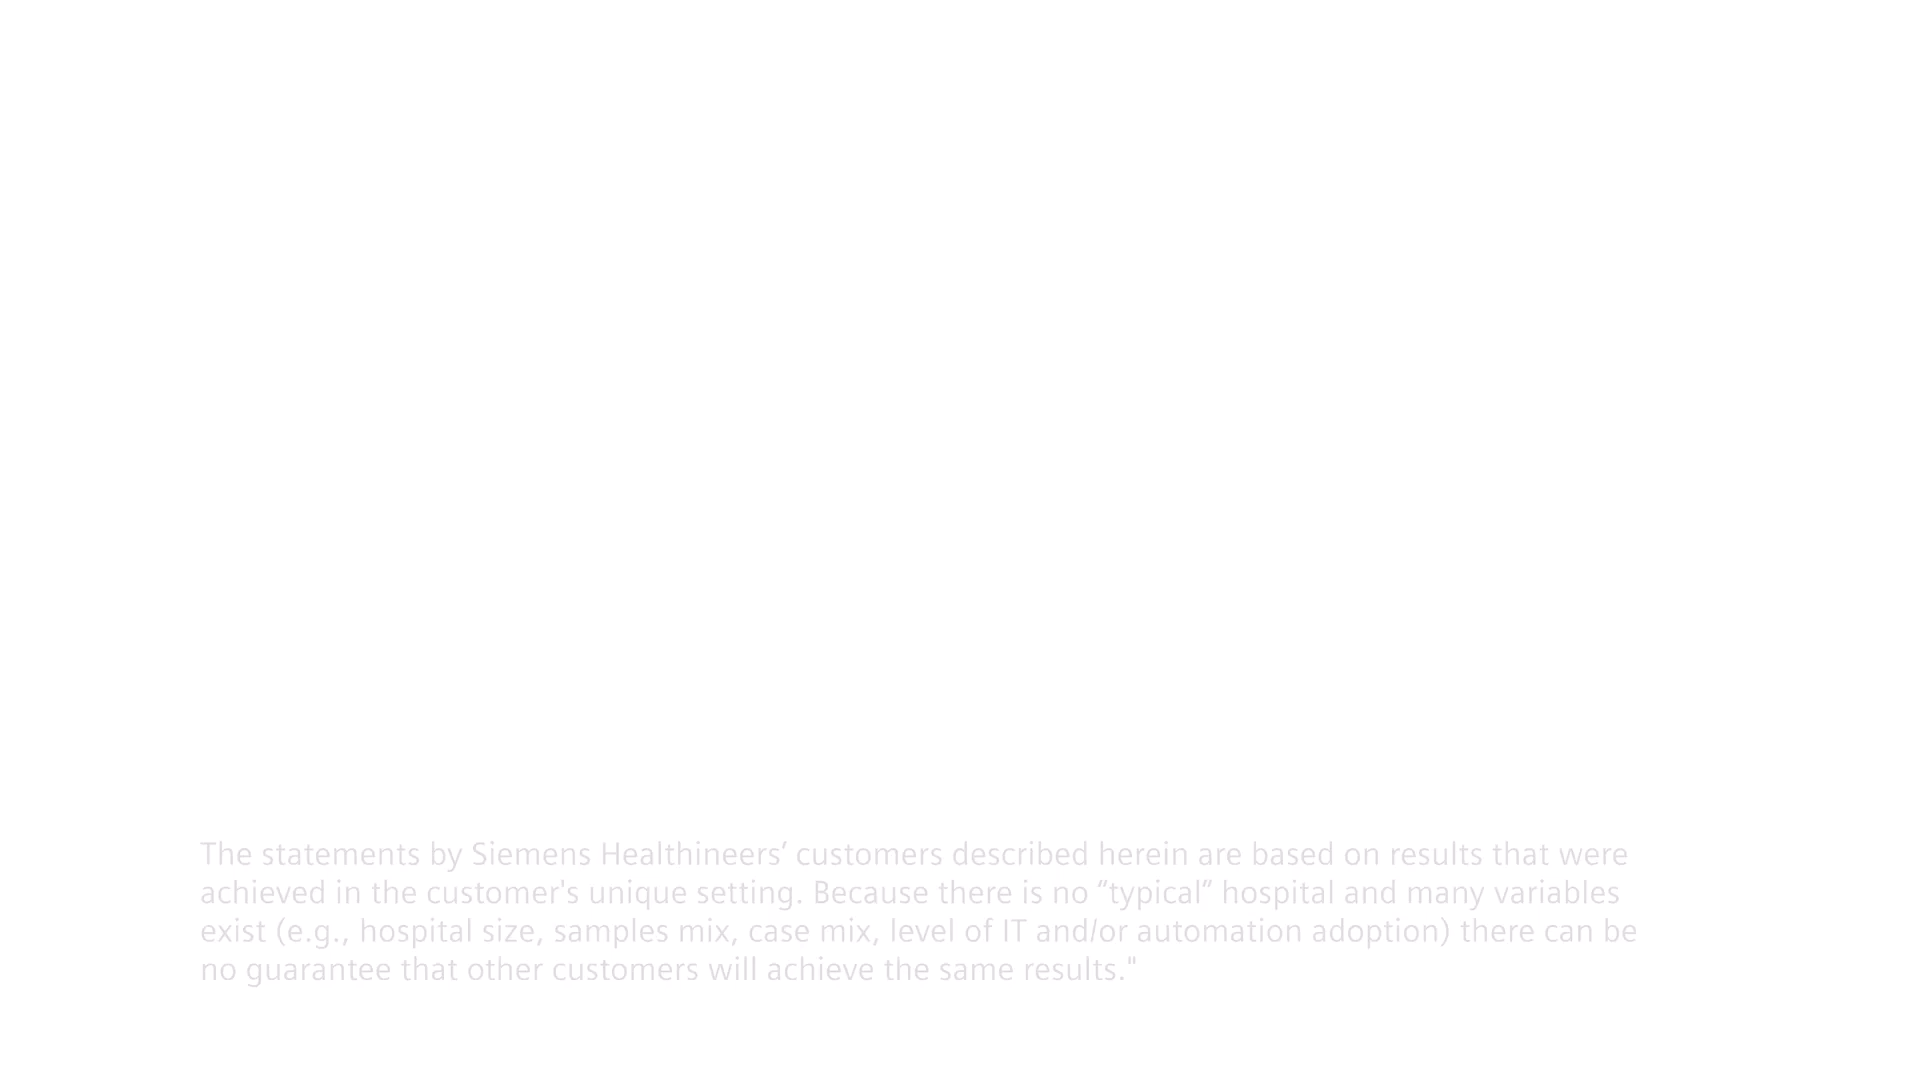 The statements by Siemens Healthineers’ customers described herein are based on results that were
achieved in the customer's unique setting. Because there is no “typical” hospital and many variables
exist (e.g., hospital size, samples mix, case mix, level of IT and/or automation adoption) there can be
no guarantee that other customers will achieve the same results."